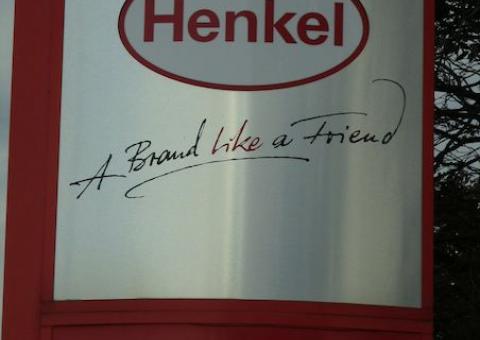 Henkel
A Brand like a Friend